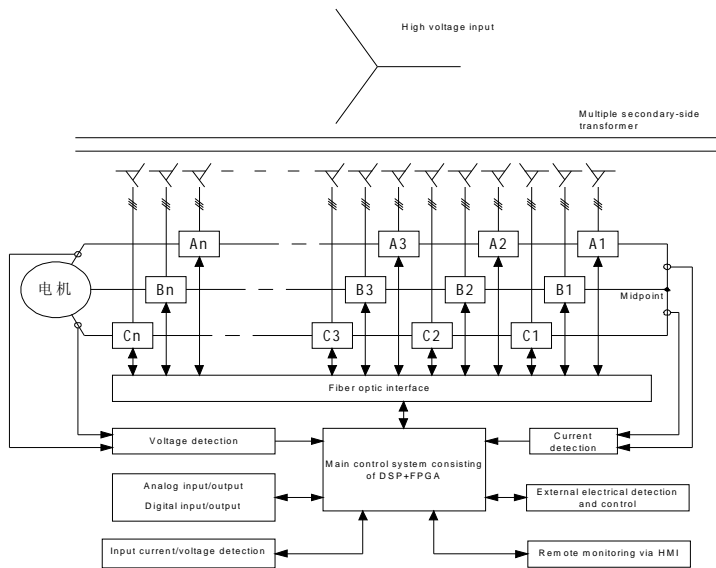 High voltage input
Multiple secondary-side
transformer
An
A3
A2
A1
电机
Bn
B3
B2
B1
Midpoint
Cn
C3
C2
C1
Fiber optic interface
Voltage detection
Main control system consisting
of DSP+FPGA
Current
detection
Analog input/output
Digital input/output
External electrical detection
and control
Input current/voltage detection
Remote monitoring via HMI